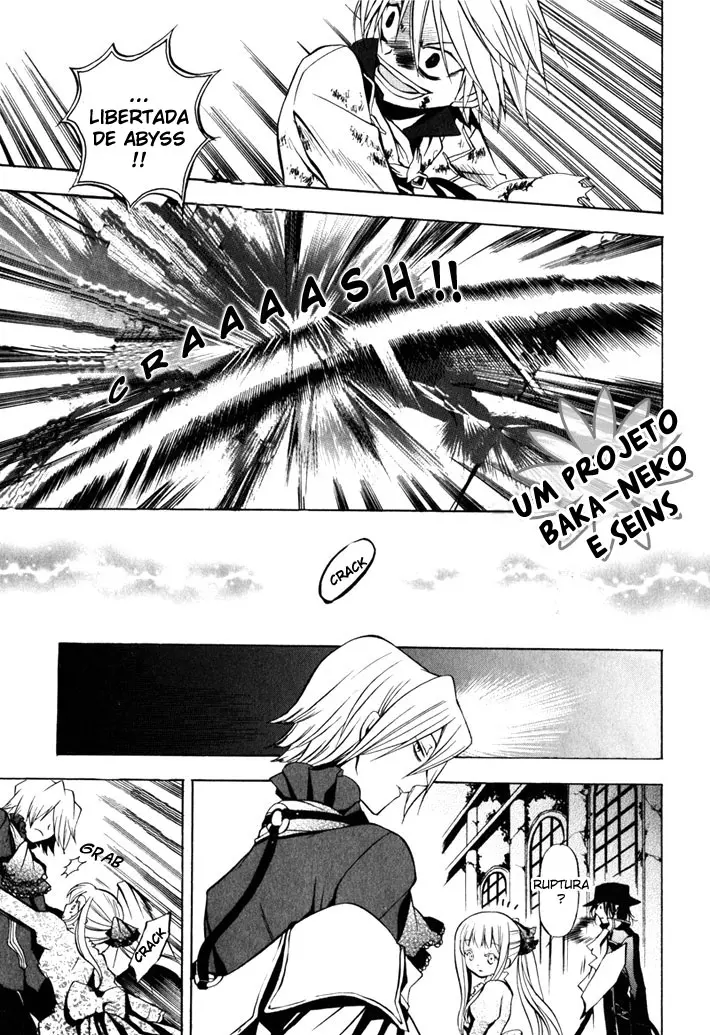 ...
LIBERTADA
DE ABYSS
!!
CRAAAAASH!!
UM PROJETO
BAKA-NEKO
E SEINS
CRACK
RUPTURA
?
GRAB
CRACK